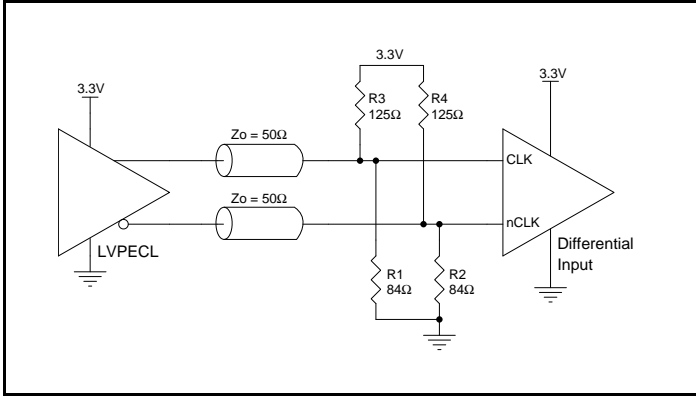 3.3V
3.3V
3.3V
R3
125Ω
R4
125Ω
Zo = 50Ω
CLK
Zo = 50Ω
nCLK
LVPECL
Differential
Input
R1
84Ω
R2
84Ω